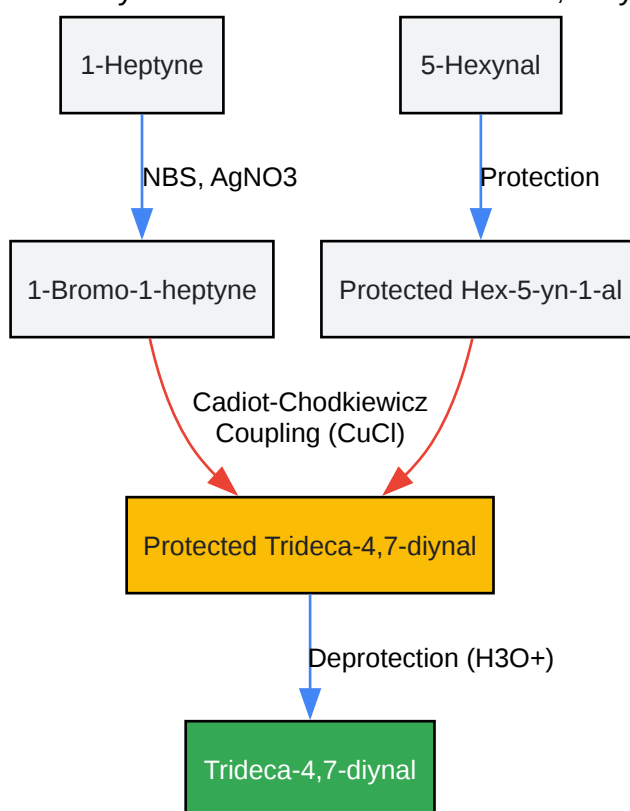 1-Heptyne
5-Hexynal
NBS, AgNO3
Protection
1-Bromo-1-heptyne
Protected Hex-5-yn-1-al
Cadiot-Chodkiewicz
Coupling (CuCl)
Protected Trideca-4,7-diynal
Deprotection (H3O+)
Trideca-4,7-diynal